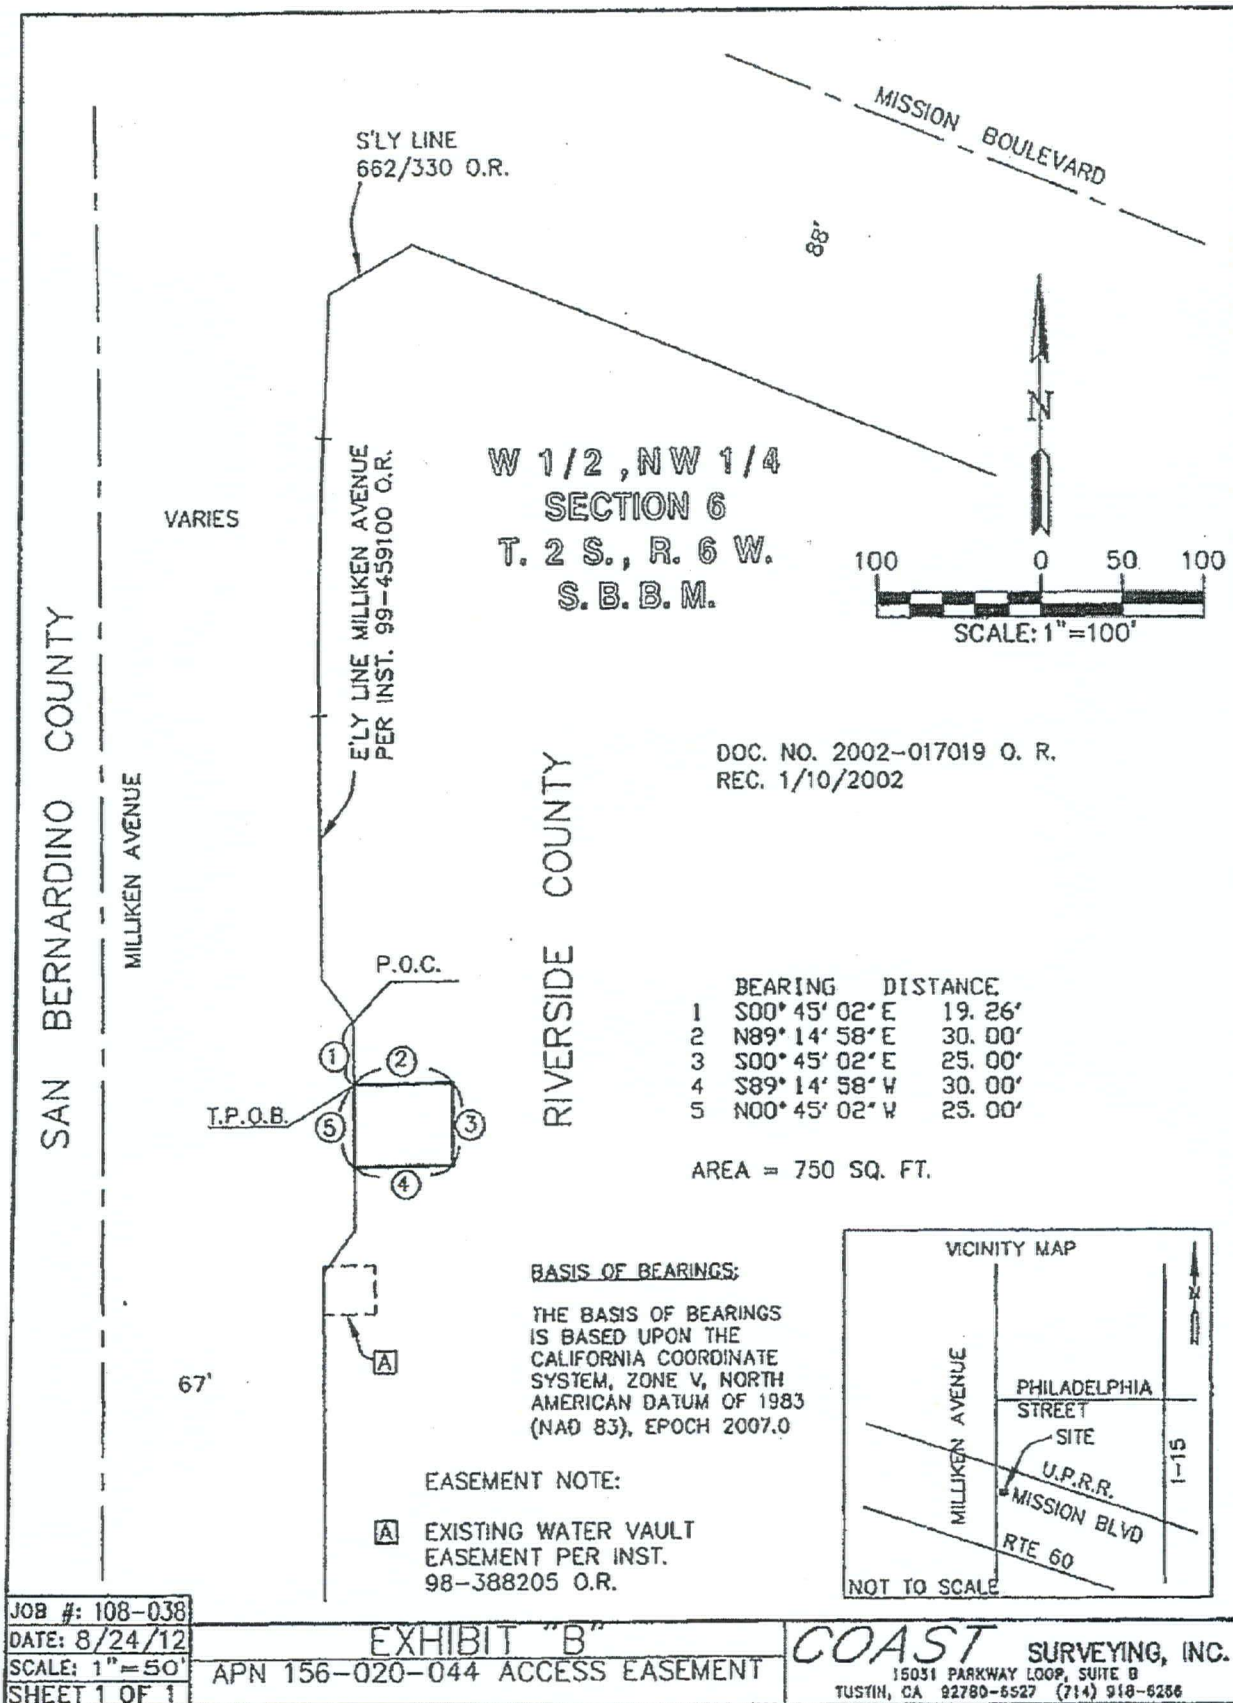 MISSION BOULEVARD
S'LY LINE
662/330 O.R.
88'
N
W 1/2 , NW 1/4
SECTION 6
T. 2 S., R. 6 W.
S. B. B. M.
100 0 50. 100
SCALE: 1"=100'
VARIES
E'LY LINE MILLIKEN AVENUE
PER INST. 99-459100 O.R.
SAN BERNARDINO COUNTY
MILLIKEN AVENUE
RIVERSIDE COUNTY
DOC. NO. 2002-017019 O. R.
REC. 1/10/2002
P.O.C.
T.P.O.B.
1
2
3
4
5
BEARING DISTANCE
1 S00° 45' 02" E 19. 26'
2 N89° 14' 58" E 30. 00'
3 S00° 45' 02" E 25. 00'
4 S89° 14' 58" W 30. 00'
5 N00° 45' 02" W 25. 00'
AREA = 750 SQ. FT.
A
67'
BASIS OF BEARINGS:
THE BASIS OF BEARINGS
IS BASED UPON THE
CALIFORNIA COORDINATE
SYSTEM, ZONE V, NORTH
AMERICAN DATUM OF 1983
(NAD 83), EPOCH 2007.0
EASEMENT NOTE:
A EXISTING WATER VAULT
EASEMENT PER INST.
98-388205 O.R.
VICINITY MAP
N
MILLIKEN AVENUE
PHILADELPHIA
STREET
SITE
U.P.R.R.
MISSION BLVD
I-15
RTE 60
NOT TO SCALE
JOB #: 108-038
DATE: 8/24/12
SCALE: 1"=50'
SHEET 1 OF 1
EXHIBIT "B"
APN 156-020-044 ACCESS EASEMENT
COAST SURVEYING, INC.
15031 PARKWAY LOOP, SUITE B
TUSTIN, CA 92780-6527 (714) 918-6266